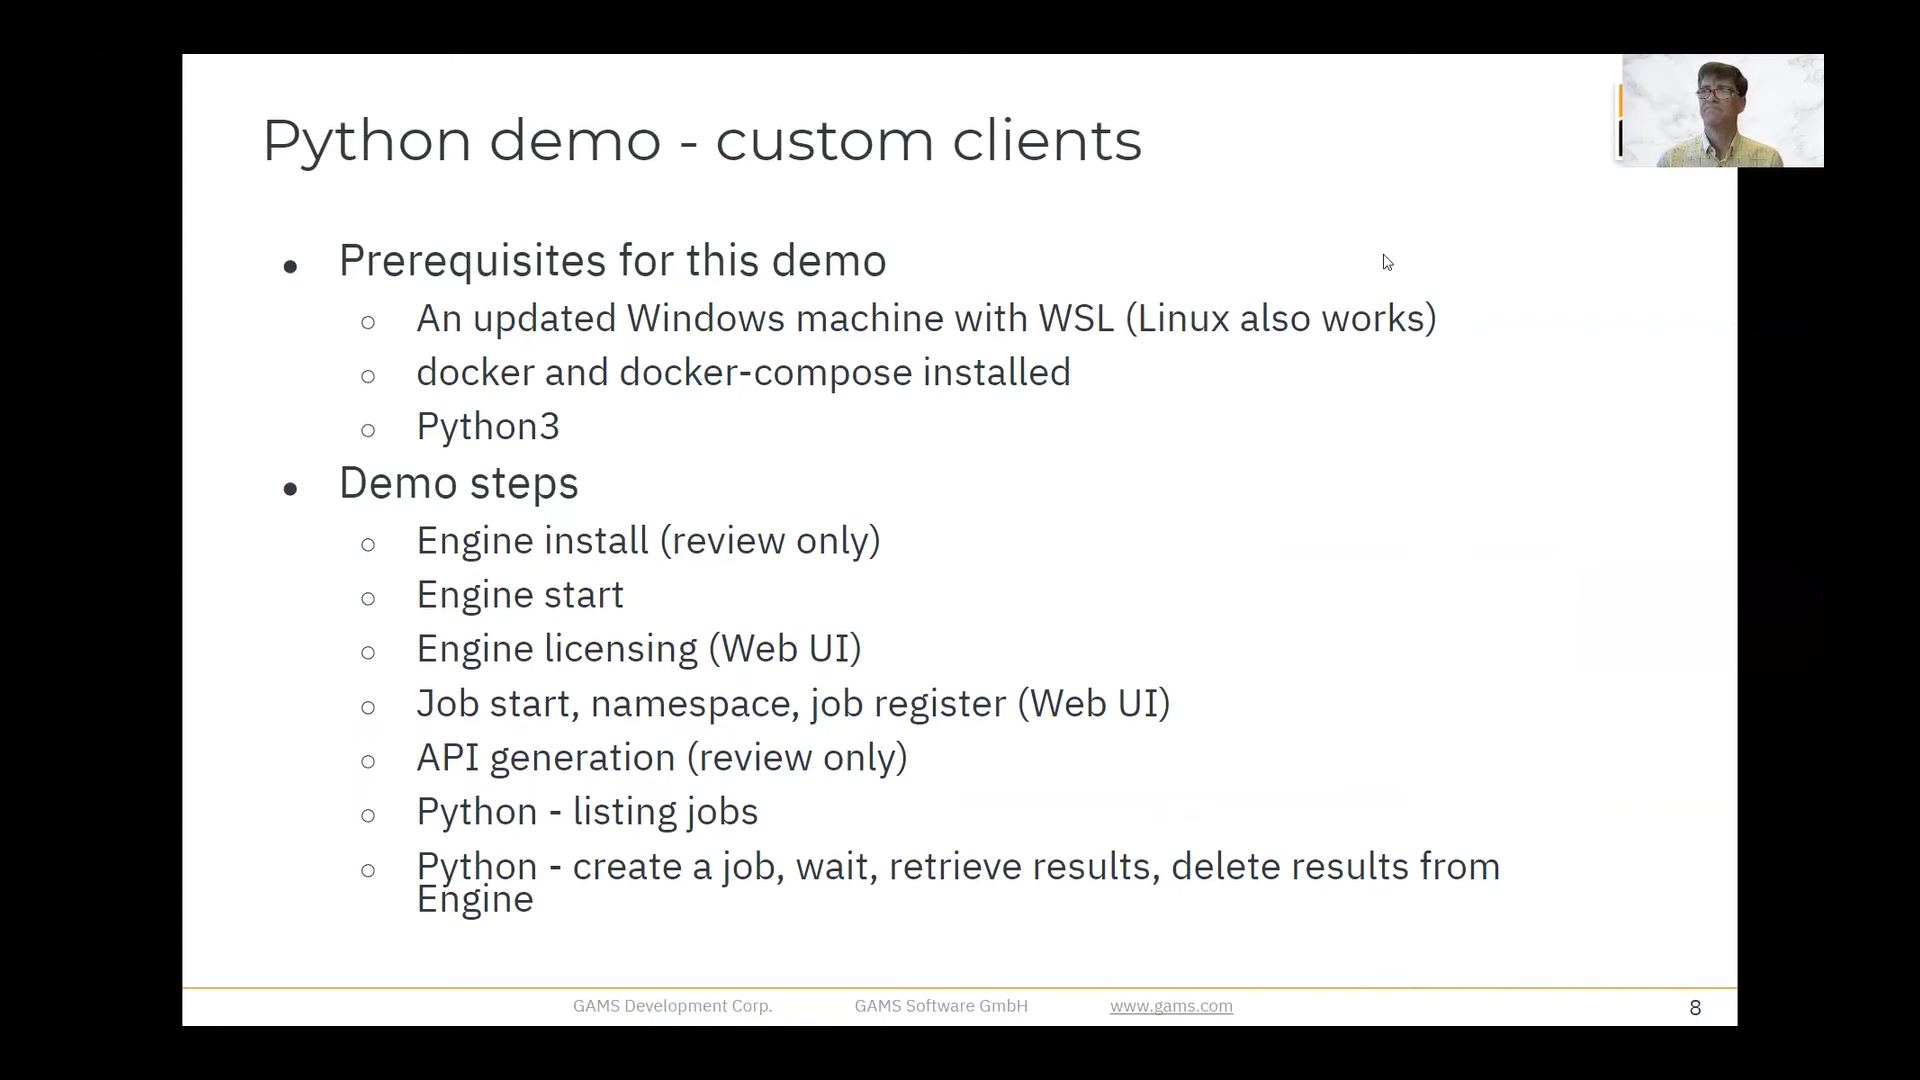 Python demo - custom clients
● Prerequisites for this demo
○ An updated Windows machine with WSL (Linux also works)
○ docker and docker-compose installed
○ Python3
● Demo steps
○ Engine install (review only)
○ Engine start
○ Engine licensing (Web UI)
○ Job start, namespace, job register (Web UI)
○ API generation (review only)
○ Python - listing jobs
○ Python - create a job, wait, retrieve results, delete results from
Engine
GAMS Development Corp. GAMS Software GmbH www.gams.com 8